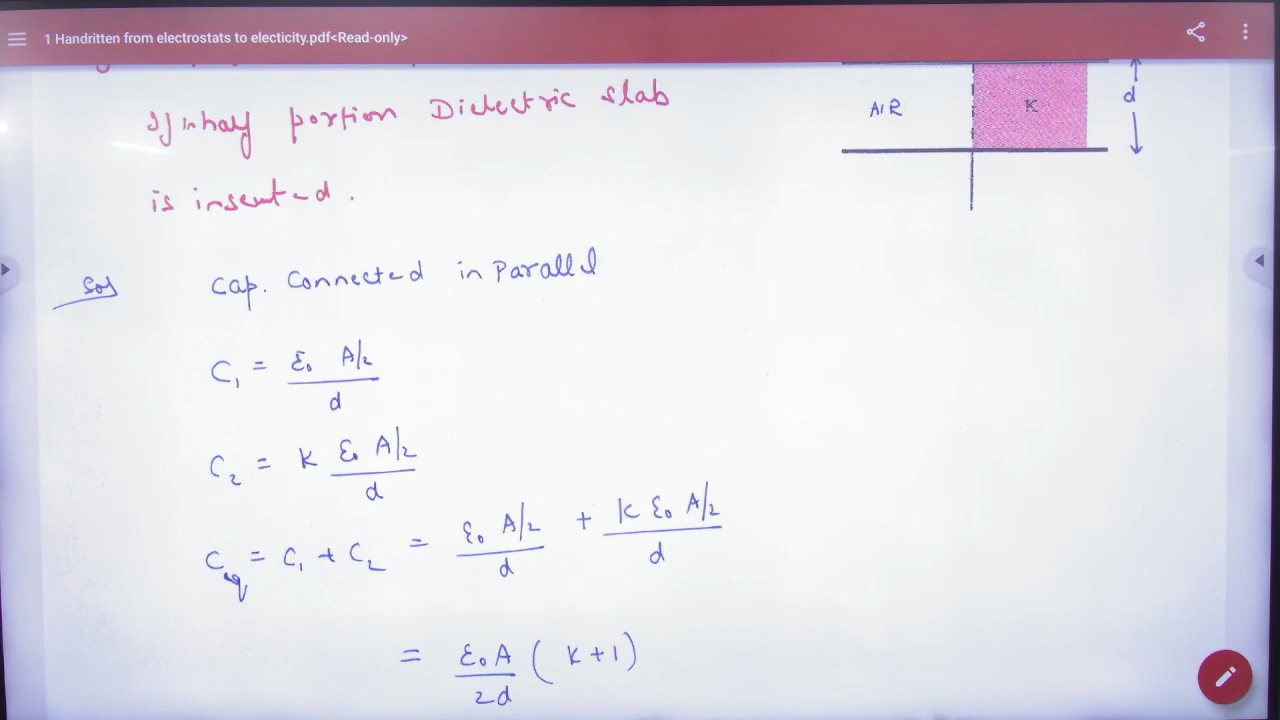 1 Handritten from electrostats to electicity.pdf<Read-only>
If in half portion Dielectric slab
is inserted.
AIR
K
d
Sol
Cap. Connected in Parallel
C₁ = ε₀ A/2 / d
C₂ = K ε₀ A/2 / d
Ceq = C₁ + C₂ = ε₀ A/2 / d + K ε₀ A/2 / d
= ε₀A / 2d (K+1)